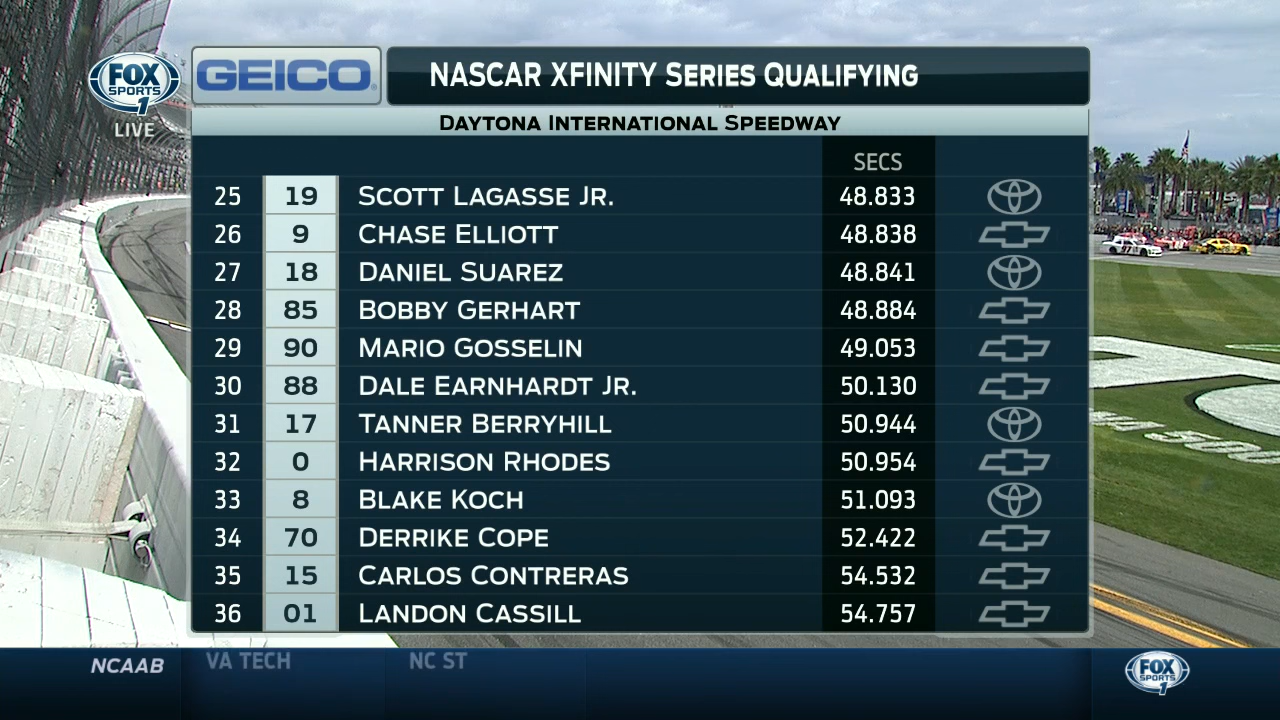 FOX
SPORTS
1
LIVE
GEICO
NASCAR XFINITY SERIES QUALIFYING
DAYTONA INTERNATIONAL SPEEDWAY
SECS
25 19 SCOTT LAGASSE JR. 48.833
26 9 CHASE ELLIOTT 48.838
27 18 DANIEL SUAREZ 48.841
28 85 BOBBY GERHART 48.884
29 90 MARIO GOSSELIN 49.053
30 88 DALE EARNHARDT JR. 50.130
31 17 TANNER BERRYHILL 50.944
32 0 HARRISON RHODES 50.954
33 8 BLAKE KOCH 51.093
34 70 DERRIKE COPE 52.422
35 15 CARLOS CONTRERAS 54.532
36 01 LANDON CASSILL 54.757
NCAAB VA TECH NC ST
FOX
SPORTS
1